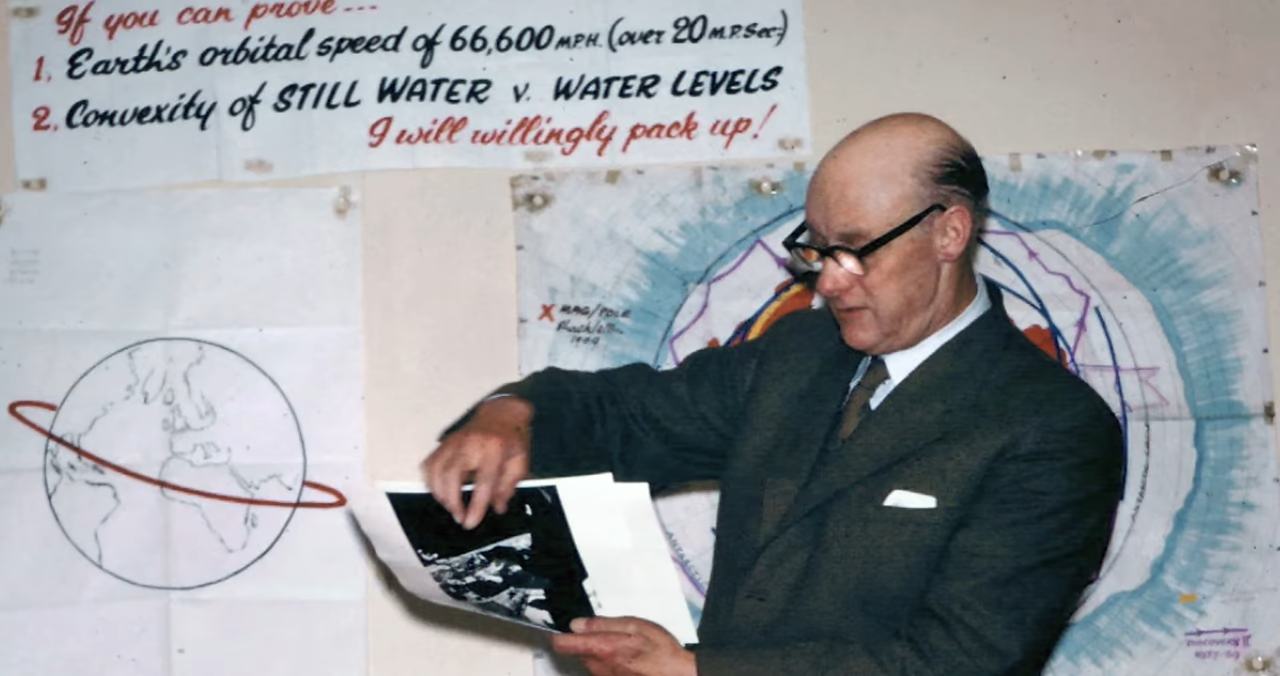 If you can prove...
1. Earth's orbital speed of 66,600 M.P.H. (over 20 M.P.Sec.)
2. Convexity of STILL WATER v. WATER LEVELS
I will willingly pack up!
X MAG/POLE